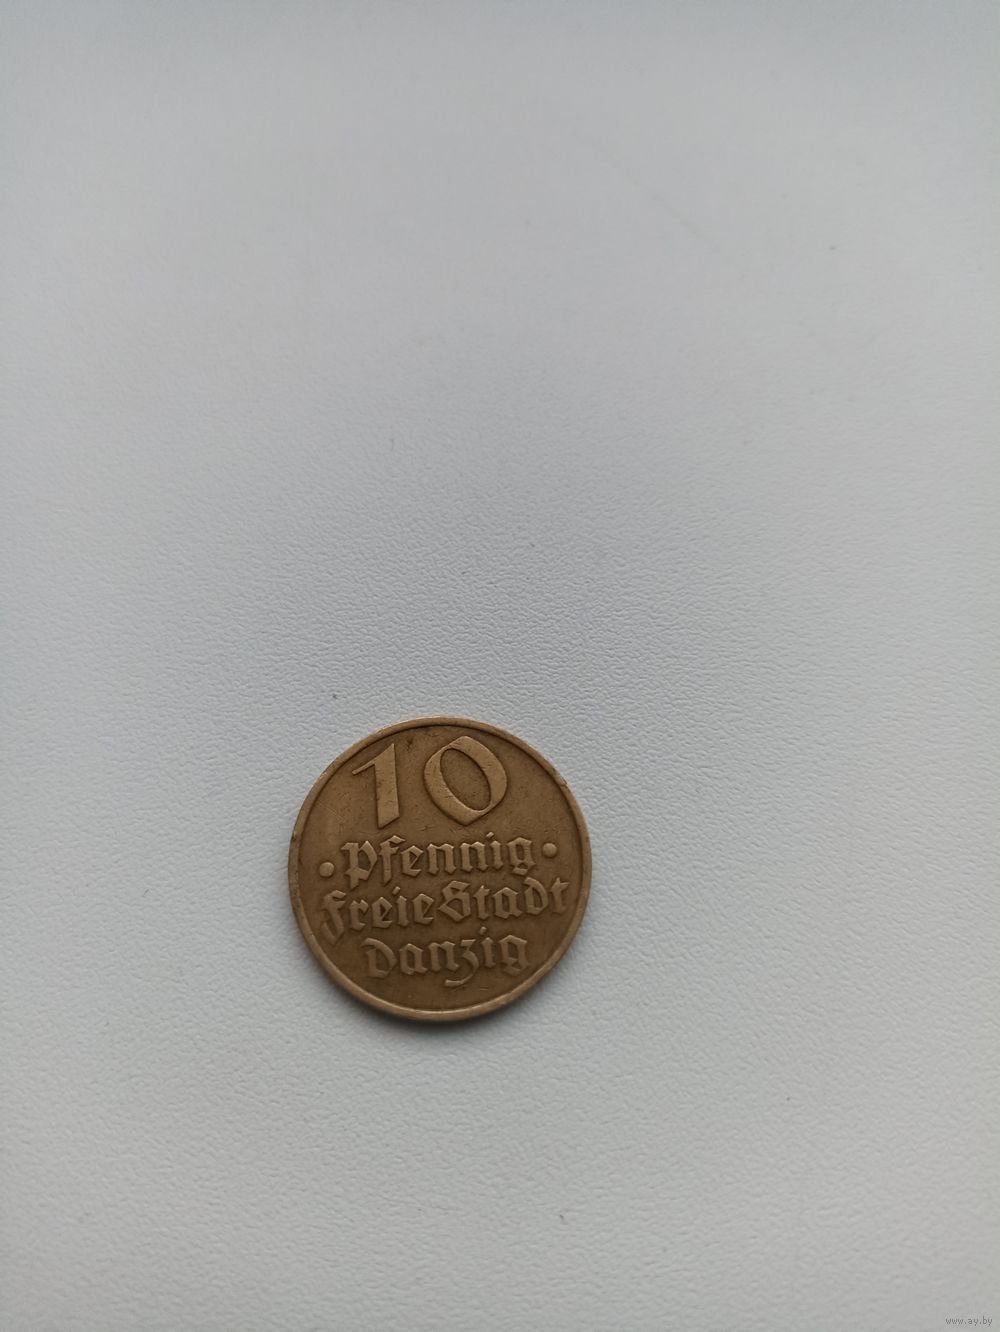 10
· Pfennig ·
Freie Stadt
Danzig
www.ay.by